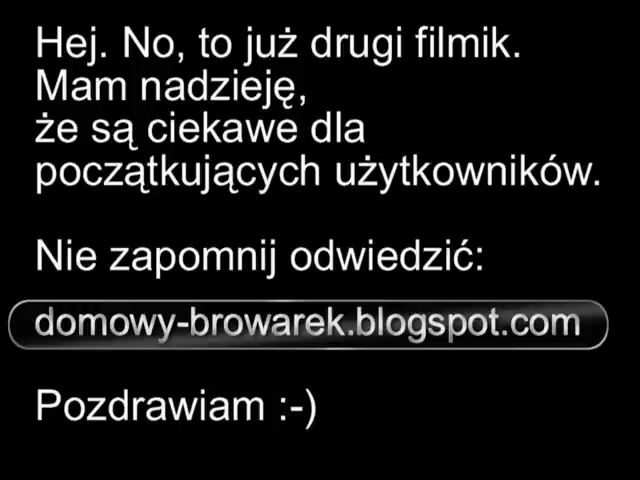 Hej. No, to już drugi filmik.
Mam nadzieję,
że są ciekawe dla
początkujących użytkowników.
Nie zapomnij odwiedzić:
domowy-browarek.blogspot.com
Pozdrawiam :-)